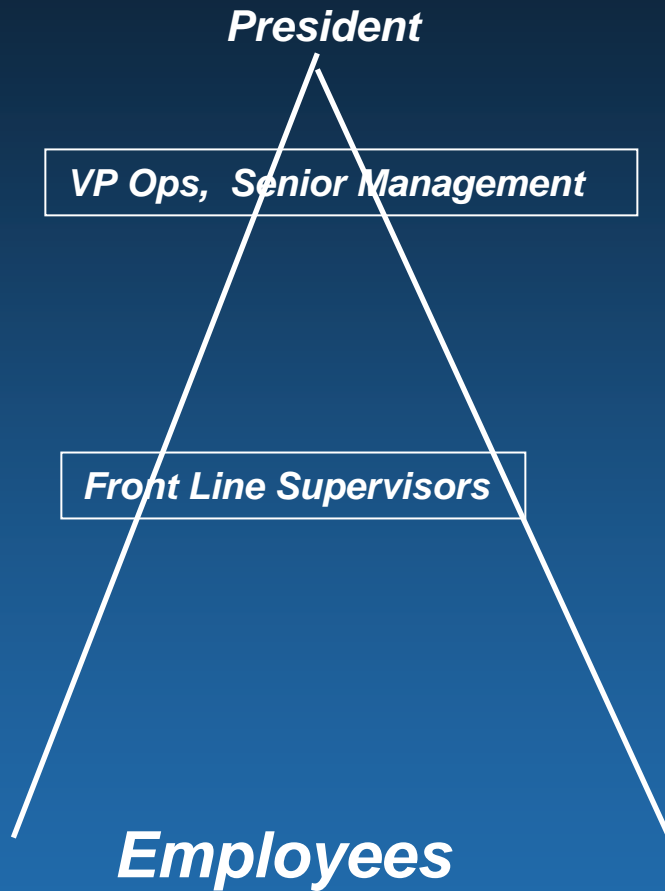 President
VP Ops, Senior Management
Front Line Supervisors
Employees